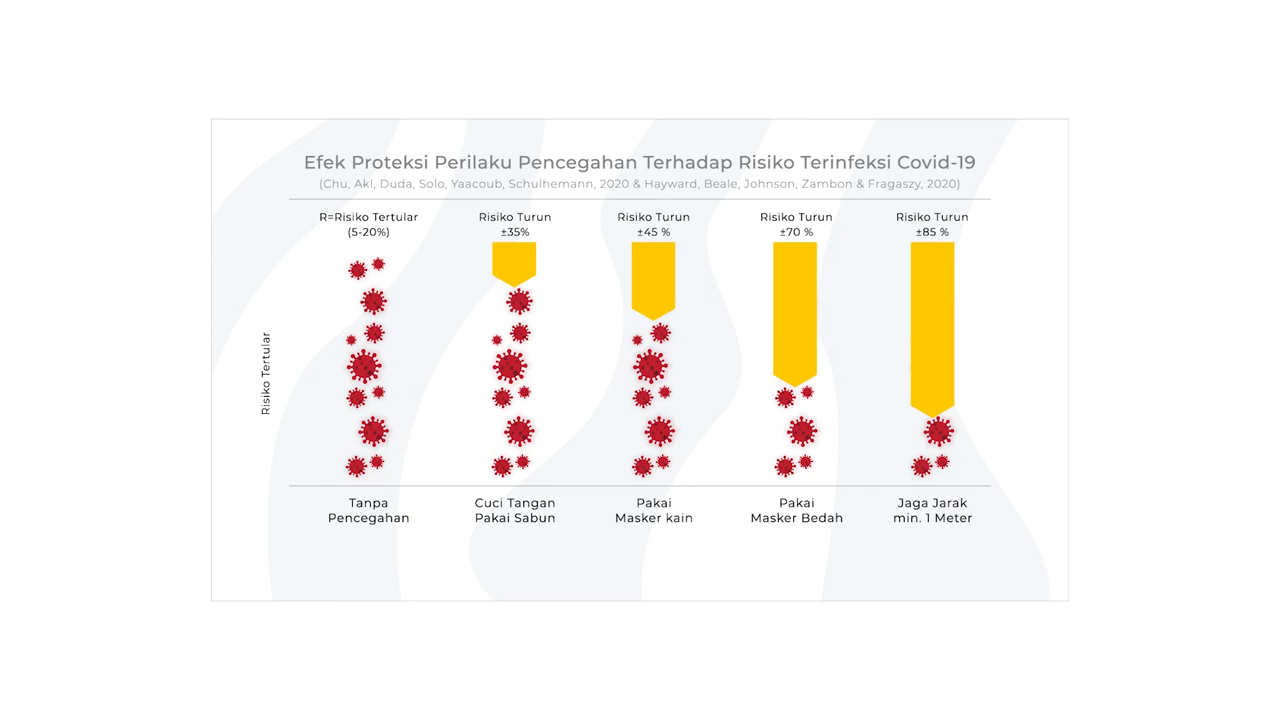 Efek Proteksi Perilaku Pencegahan Terhadap Risiko Terinfeksi Covid-19
(Chu, Akl, Duda, Solo, Yaacoub, Schulhemann, 2020 & Hayward, Beale, Johnson, Zambon & Fragaszy, 2020)
R=Risiko Tertular
(5-20%)
Risiko Turun
±35%
Risiko Turun
±45 %
Risiko Turun
±70 %
Risiko Turun
±85 %
Risiko Tertular
Tanpa
Pencegahan
Cuci Tangan
Pakai Sabun
Pakai
Masker kain
Pakai
Masker Bedah
Jaga Jarak
min. 1 Meter